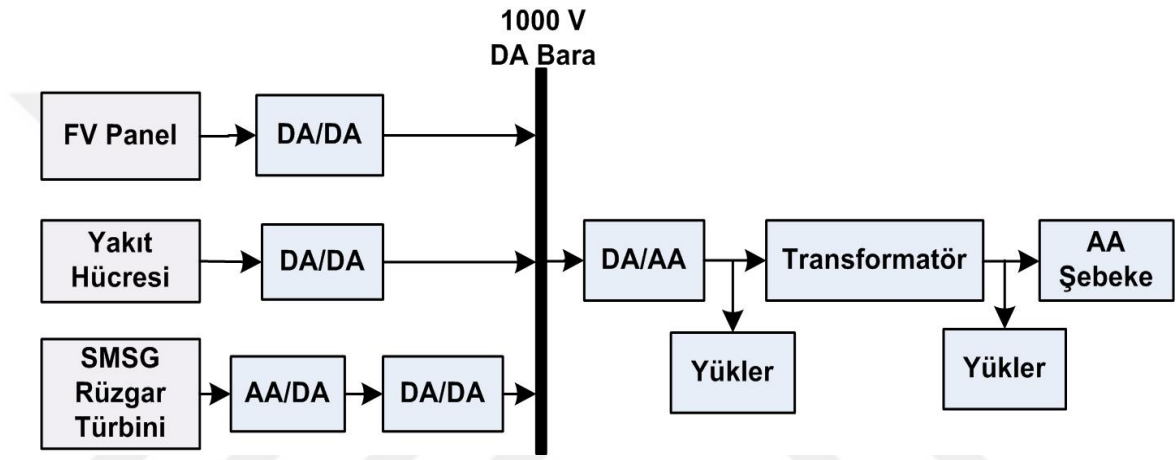 1000 V
DA Bara
FV Panel
DA/DA
Yakıt
Hücresi
DA/DA
SMSG
Rüzgar
Türbini
AA/DA
DA/DA
DA/AA
Transformatör
AA
Şebeke
Yükler
Yükler